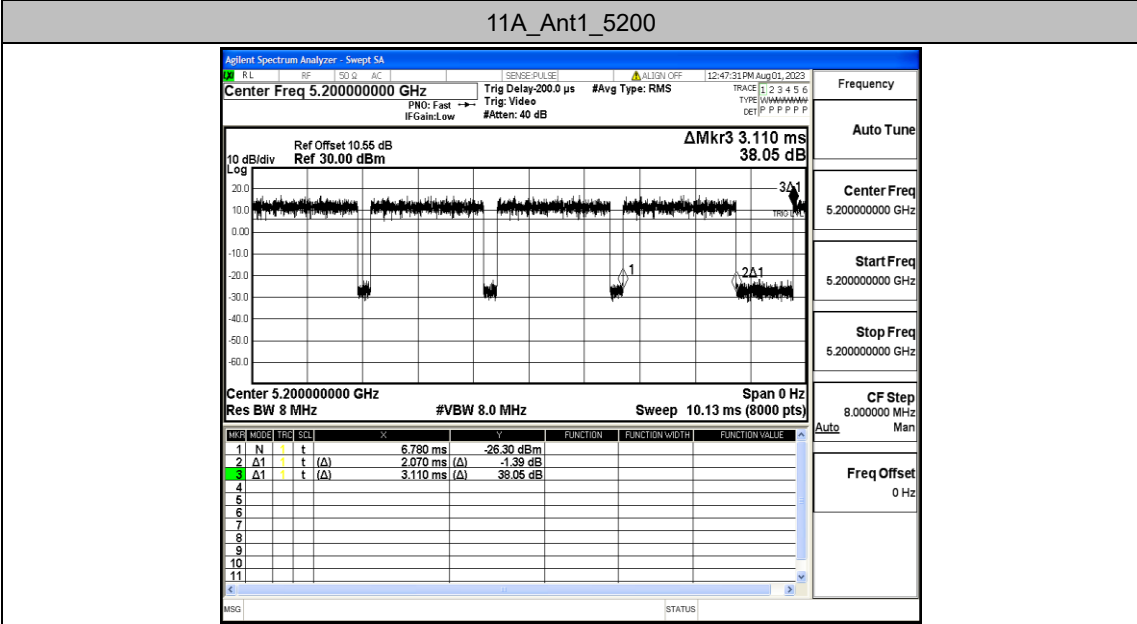 11A_Ant1_5200
Agilent Spectrum Analyzer - Swept SA
RL RF 50 Ω AC SENSE:PULSE ALIGN OFF 12:47:31 PM Aug 01, 2023
Center Freq 5.200000000 GHz
PNO: Fast
IFGain:Low
Trig Delay-200.0 µs
Trig: Video
#Atten: 40 dB
#Avg Type: RMS
TRACE 1 2 3 4 5 6
TYPE
DET P P P P P P
Frequency
Auto Tune
Center Freq
5.200000000 GHz
Start Freq
5.200000000 GHz
Stop Freq
5.200000000 GHz
CF Step
8.000000 MHz
Auto Man
Freq Offset
0 Hz
ΔMkr3 3.110 ms
38.05 dB
Ref Offset 10.55 dB
10 dB/div Ref 30.00 dBm
Log
20.0
10.0
0.00
-10.0
-20.0
-30.0
-40.0
-50.0
-60.0
3Δ1
TRIG LVL
1
2Δ1
Center 5.200000000 GHz Span 0 Hz
Res BW 8 MHz #VBW 8.0 MHz Sweep 10.13 ms (8000 pts)
MKR MODE TRC SCL X Y FUNCTION FUNCTION WIDTH FUNCTION VALUE
1 N 1 t 6.780 ms -26.30 dBm
2 Δ1 1 t (Δ) 2.070 ms (Δ) -1.39 dB
3 Δ1 1 t (Δ) 3.110 ms (Δ) 38.05 dB
4
5
6
7
8
9
10
11
MSG STATUS